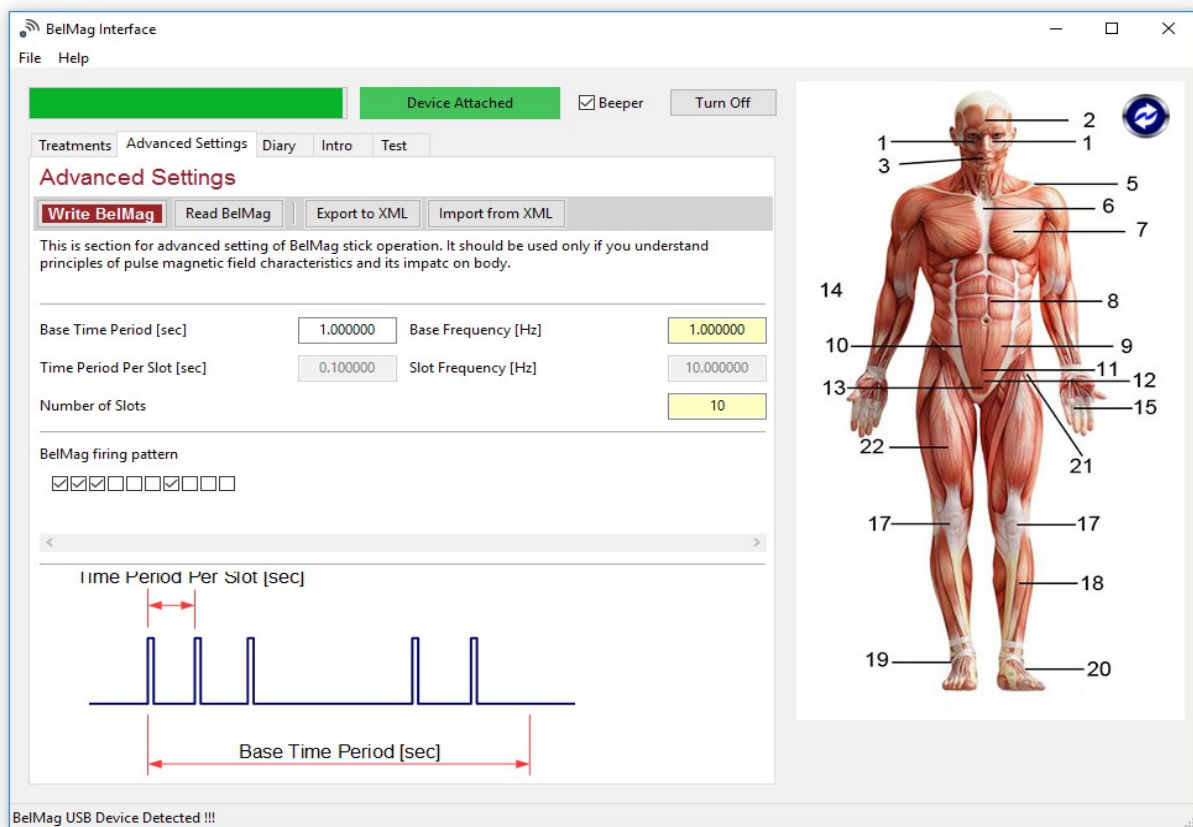 BelMag Interface
File Help
Device Attached Beeper Turn Off
Treatments Advanced Settings Diary Intro Test
Advanced Settings
Write BelMag Read BelMag Export to XML Import from XML
This is section for advanced setting of BelMag stick operation. It should be used only if you understand
principles of pulse magnetic field characteristics and its impatc on body.
Base Time Period [sec] 1.000000 Base Frequency [Hz] 1.000000
Time Period Per Slot [sec] 0.100000 Slot Frequency [Hz] 10.000000
Number of Slots 10
BelMag firing pattern
Time Period Per Slot [sec]
Base Time Period [sec]
2
1 1
3
5
6
7
14
8
10 9
11
13 12
15
22
21
17 17
18
19 20
BelMag USB Device Detected !!!